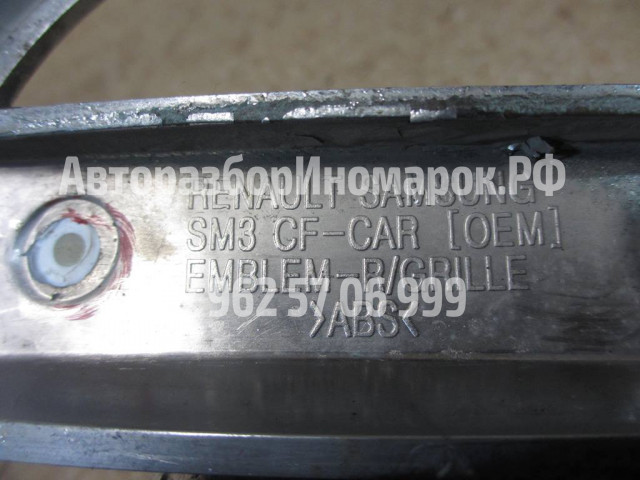 АвторазборИномарок.РФ
RENAULT SAMSUNG
SM3 CF-CAR [OEM]
EMBLEM-R/GRILLE
962 57 06 999
>ABS<